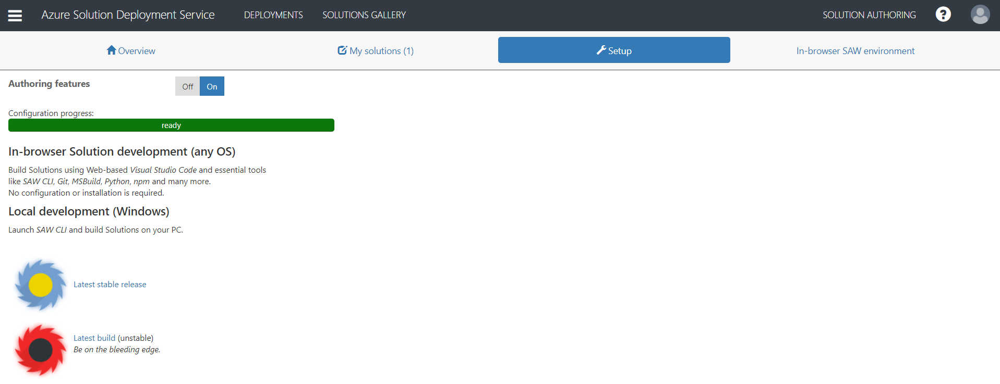 Azure Solution Deployment Service
DEPLOYMENTS
SOLUTIONS GALLERY
SOLUTION AUTHORING
?
Overview
My solutions (1)
Setup
In-browser SAW environment
Authoring features
Off
On
Configuration progress:
ready
In-browser Solution development (any OS)
Build Solutions using Web-based Visual Studio Code and essential tools
like SAW CLI, Git, MSBuild, Python, npm and many more.
No configuration or installation is required.
Local development (Windows)
Launch SAW CLI and build Solutions on your PC.
Latest stable release
Latest build (unstable)
Be on the bleeding edge.